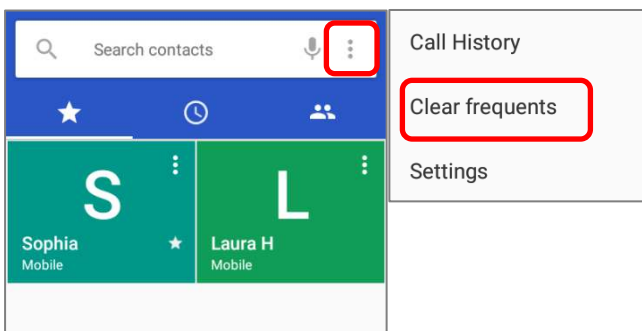 Search contacts
S
Sophia
Mobile
L
Laura H
Mobile
Call History
Clear frequents
Settings